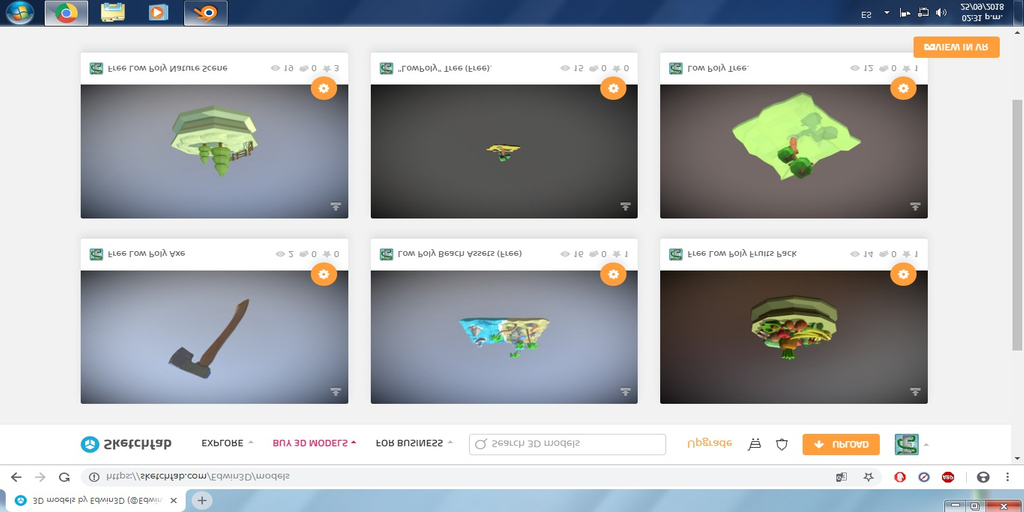 3D models by Edwin3D (@Edwin
https://sketchfab.com/Edwin3D/models
ABP
Sketchfab
EXPLORE
BUY 3D MODELS
FOR BUSINESS
Search 3D models
Upgrade
UPLOAD
Free Low Poly Axe 2 0 0
Low Poly Beach Assets (Free) 16 0 1
Free Low Poly Fruits Pack 14 0 1
Free Low Poly Nature Scene 19 0 3
"LowPoly" Tree (Free). 15 0 0
Low Poly Tree. 12 0 1
VIEW IN VR
ES
02:31 p.m.
25/09/2018